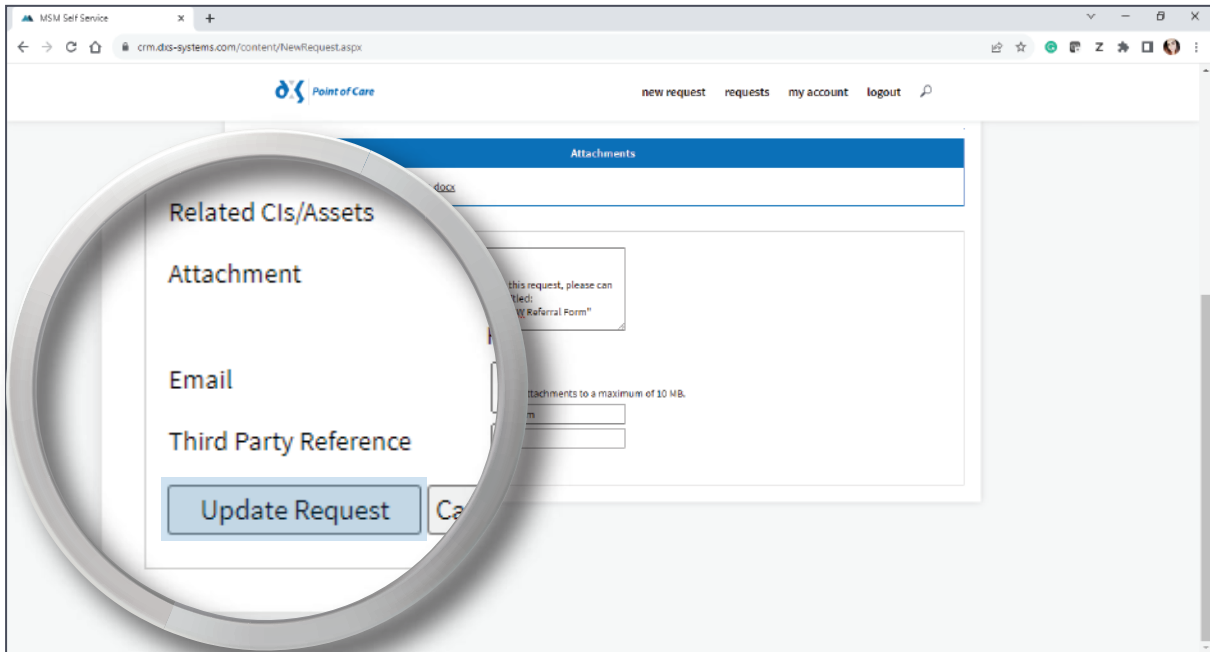 MSM Self Service
crm.dxs-systems.com/content/NewRequest.aspx
dxs Point of Care
new request requests my account logout
Attachments
.docx
Related CIs/Assets
Attachment
this request, please can
Referral Form"
Email
attachments to a maximum of 10 MB.
Third Party Reference
Update Request